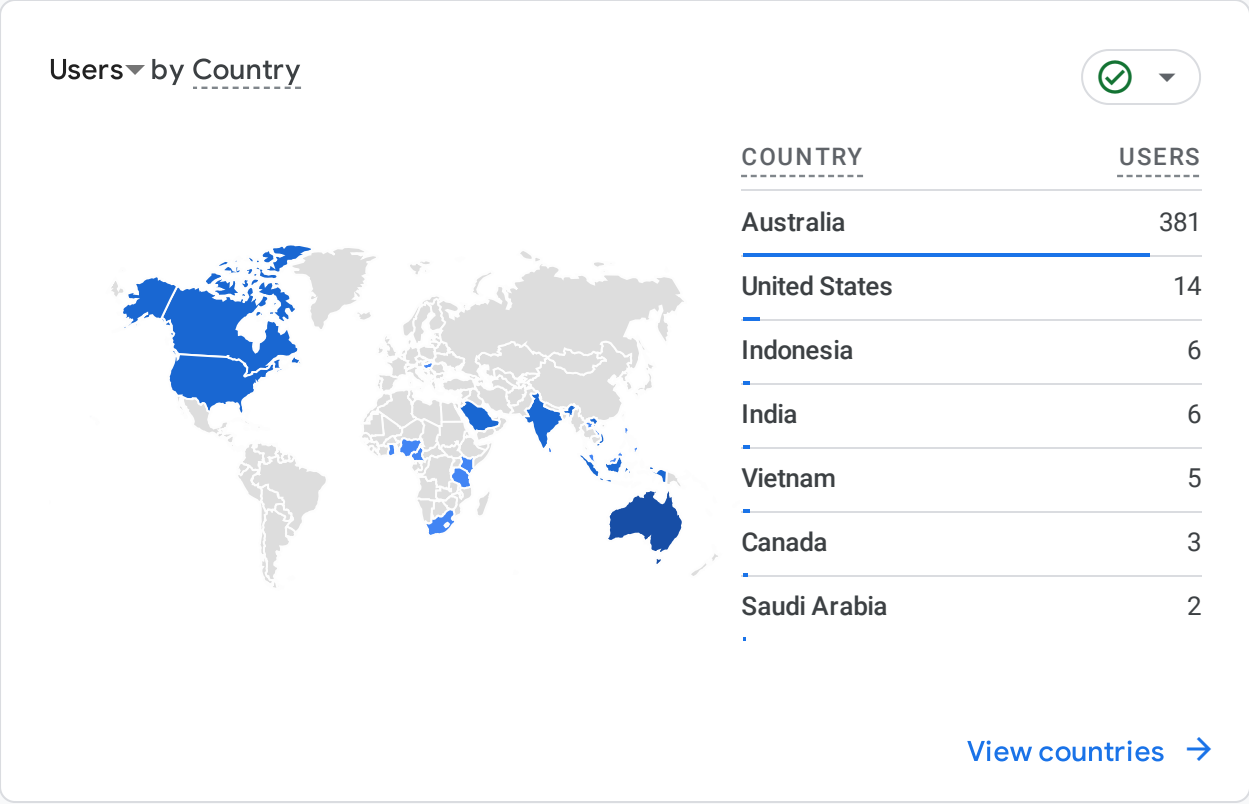 Users by Country
COUNTRY USERS
Australia 381
United States 14
Indonesia 6
India 6
Vietnam 5
Canada 3
Saudi Arabia 2
View countries